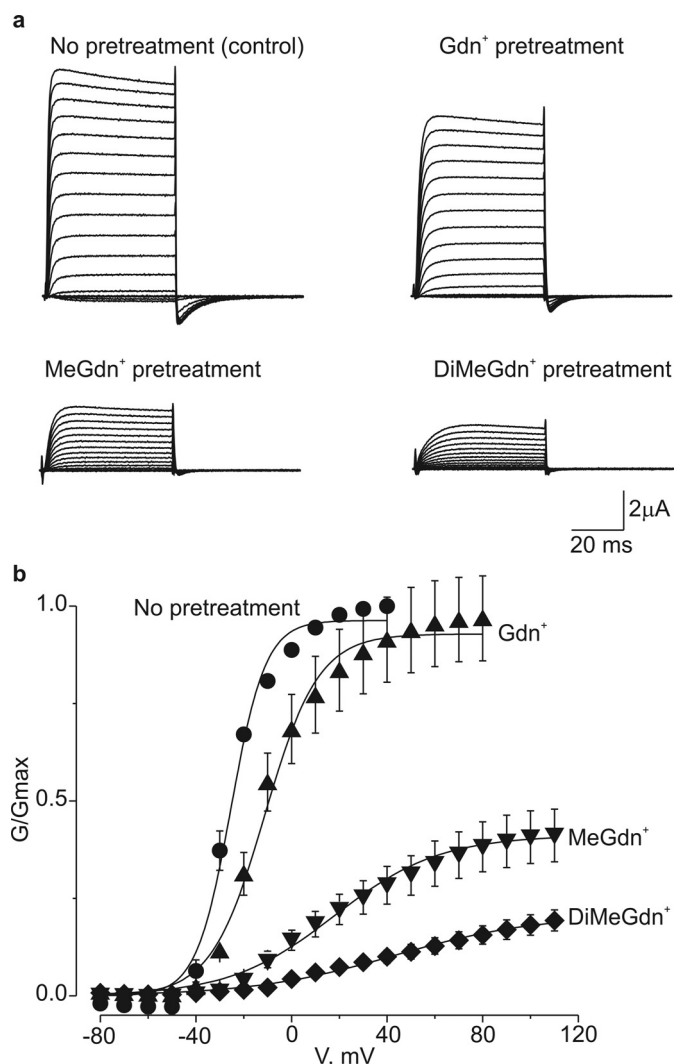 a
No pretreatment (control)
Gdn⁺ pretreatment
MeGdn⁺ pretreatment
DiMeGdn⁺ pretreatment
2μA
20 ms
b
No pretreatment
1.0
Gdn⁺
G/Gmax
0.5
MeGdn⁺
DiMeGdn⁺
0.0
-80 -40 0 40 80 120
V, mV